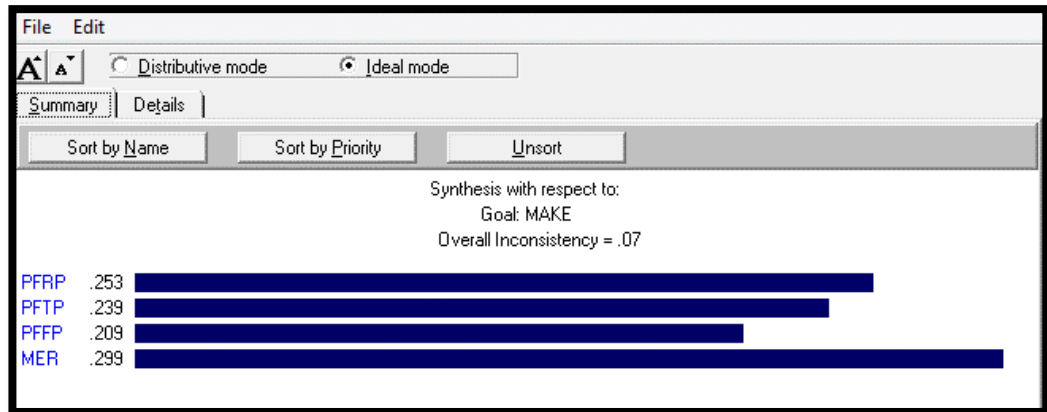 File Edit
A A Distributive mode Ideal mode
Summary Details
Sort by Name Sort by Priority Unsort
Synthesis with respect to:
Goal: MAKE
Overall Inconsistency = .07
PFRP .253
PFTP .239
PFFP .209
MER .299